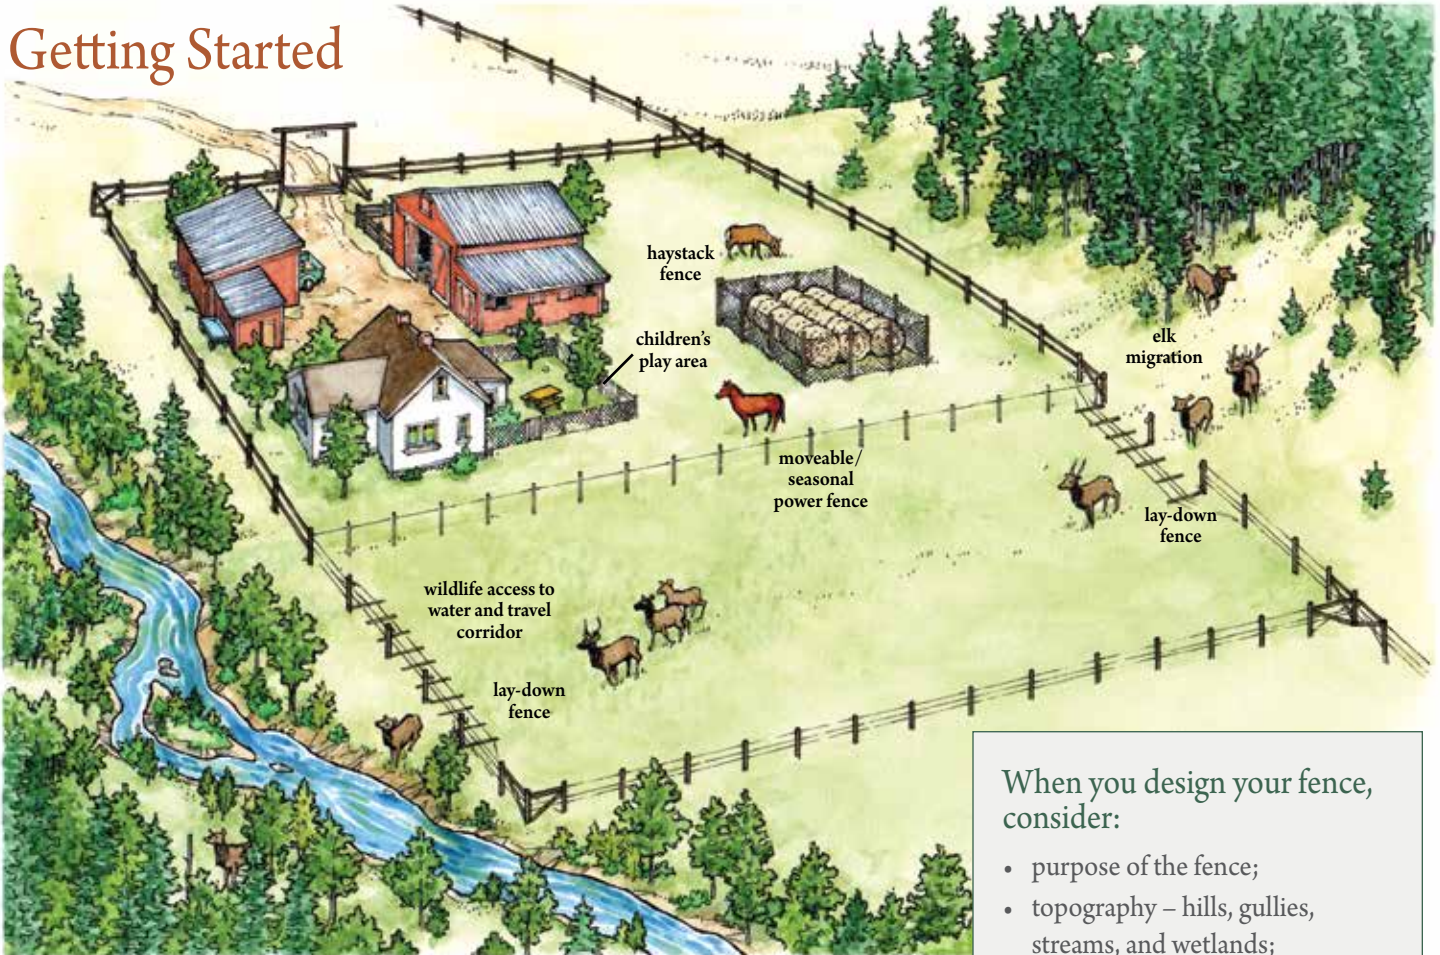 Getting Started
haystack
fence
children's
play area
elk
migration
moveable/
seasonal
power fence
lay-down
fence
wildlife access to
water and travel
corridor
lay-down
fence
When you design your fence,
consider:
• purpose of the fence;
• topography – hills, gullies,
streams, and wetlands;